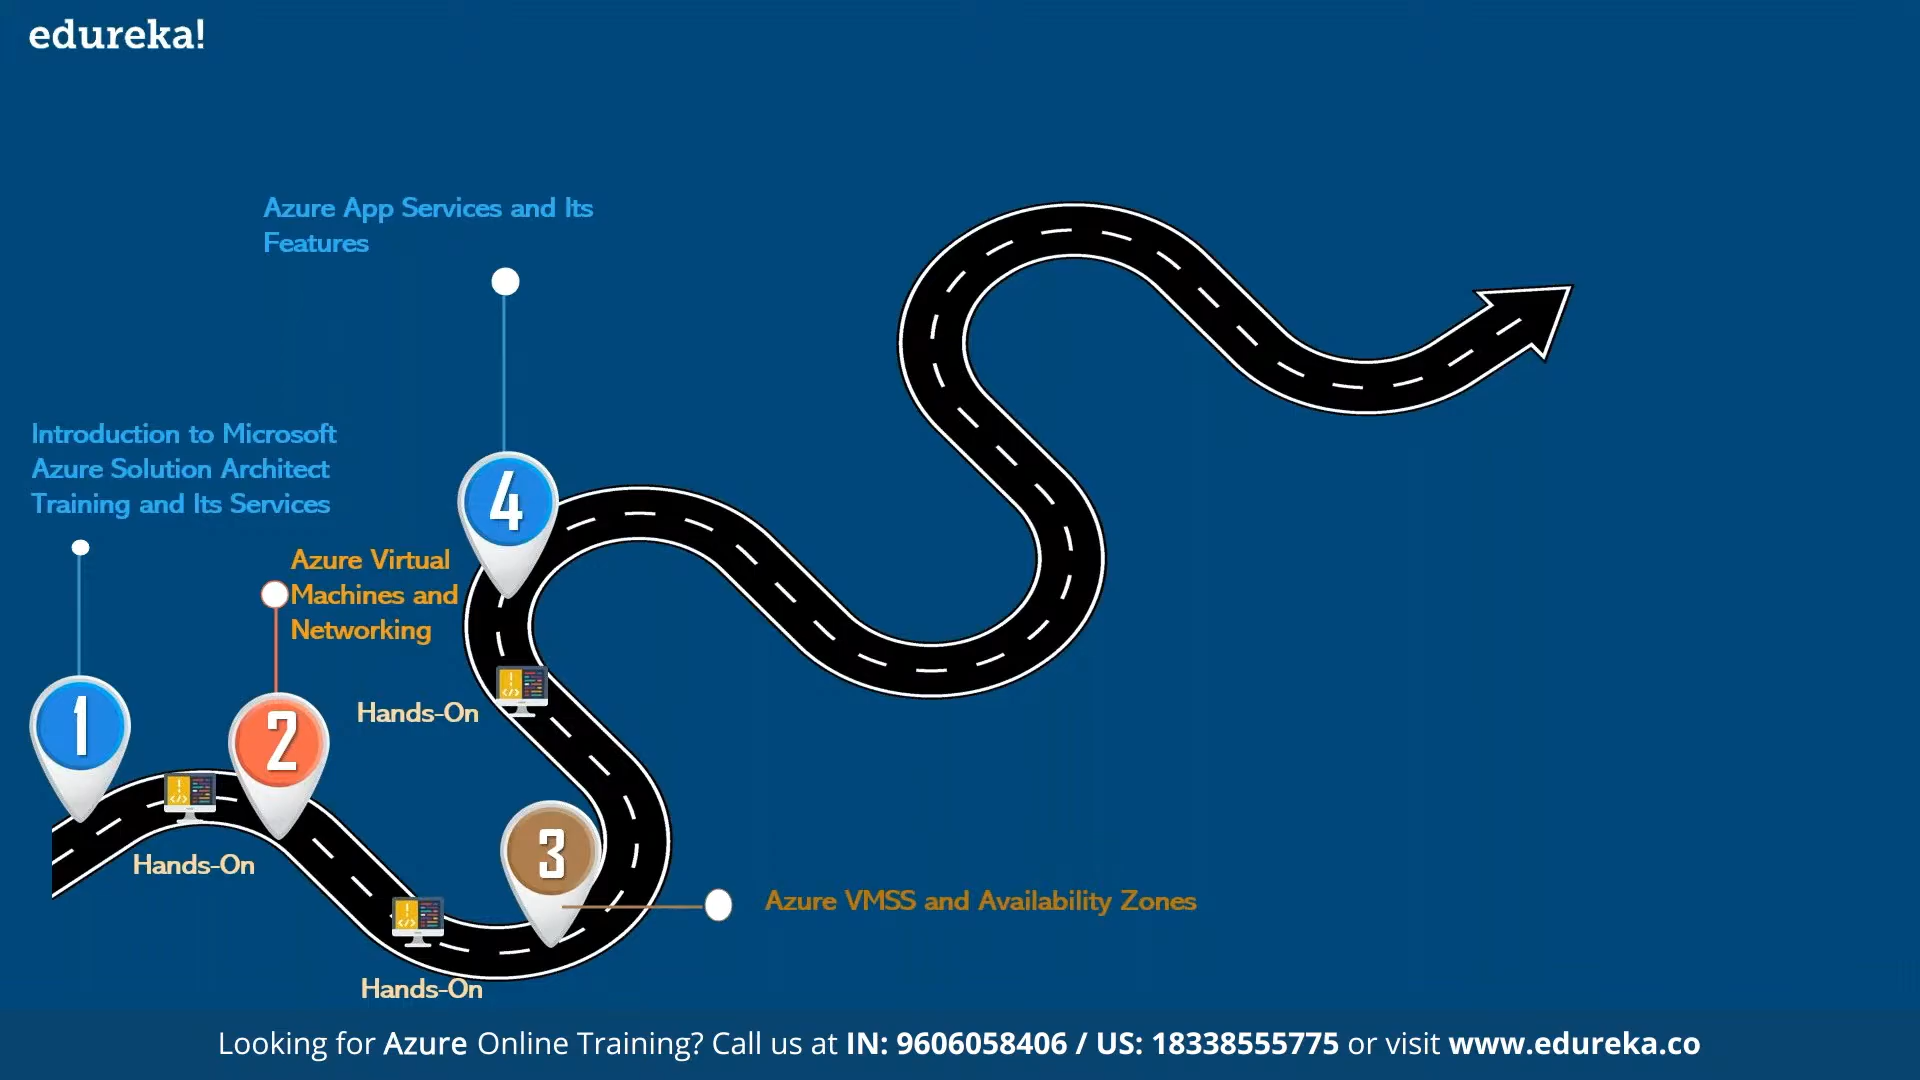 edureka!
Azure App Services and Its
Features
Introduction to Microsoft
Azure Solution Architect
Training and Its Services
Azure Virtual
Machines and
Networking
4
Hands-On
1
2
Hands-On
3
Azure VMSS and Availability Zones
Hands-On
Looking for Azure Online Training? Call us at IN: 9606058406 / US: 18338555775 or visit www.edureka.co